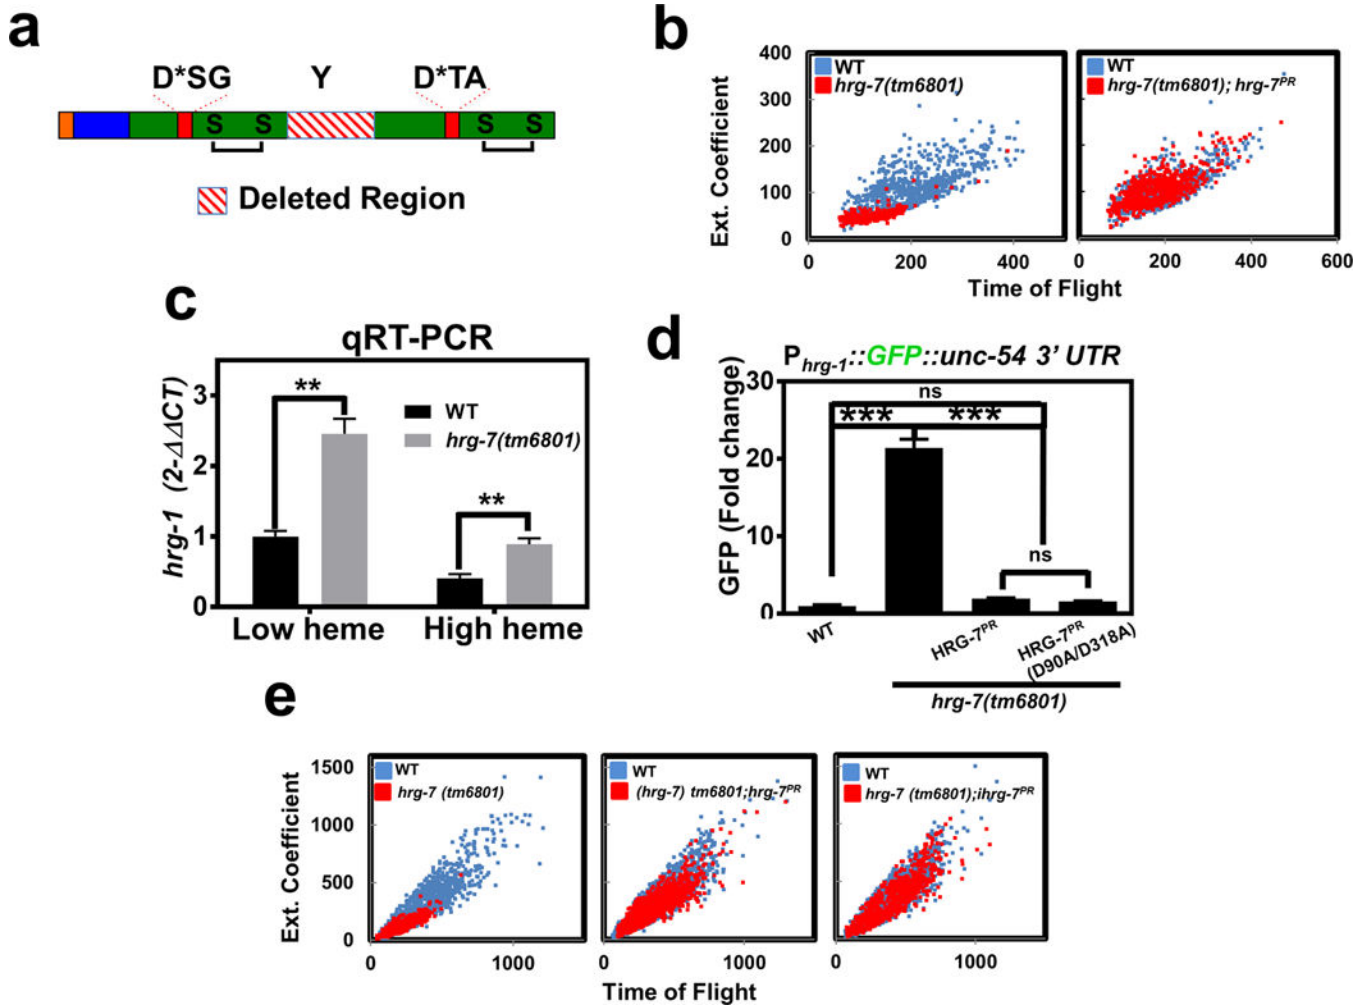 a
D*SG Y D*TA
S S S S
Deleted Region
b
400
300
200
100
0
Ext. Coefficient
WT
hrg-7(tm6801)
0 200 400
WT
hrg-7(tm6801); hrg-7PR
0 200 400 600
Time of Flight
c
qRT-PCR
hrg-1 (2-ΔΔCT)
3
2
1
0
**
**
WT
hrg-7(tm6801)
Low heme High heme
d
Phrg-1::GFP::unc-54 3' UTR
GFP (Fold change)
30
20
10
0
ns
*** ***
ns
WT
HRG-7PR
HRG-7PR
(D90A/D318A)
hrg-7(tm6801)
e
Ext. Coefficient
1500
1000
500
0
WT
hrg-7 (tm6801)
0 1000
WT
(hrg-7) tm6801;hrg-7PR
0 1000
WT
hrg-7 (tm6801);ihrg-7PR
0 1000
Time of Flight